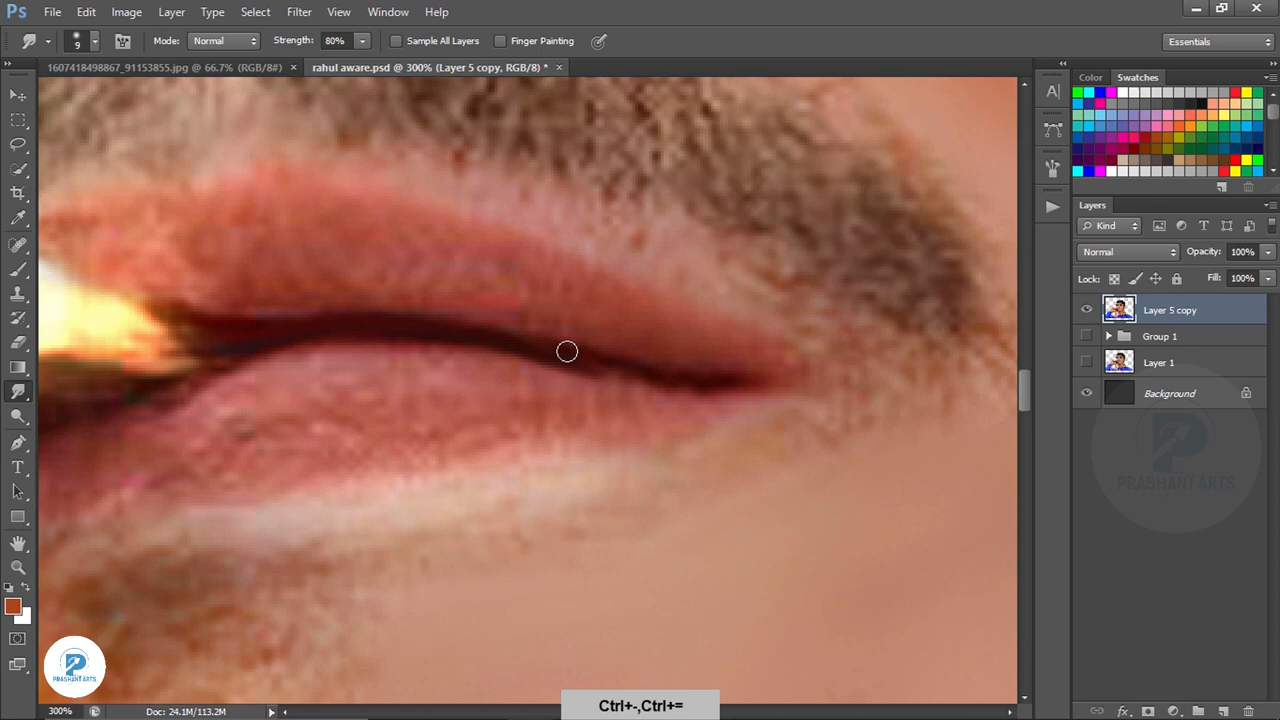 Ps File Edit Image Layer Type Select Filter View Window Help
9 Mode: Normal Strength: 80% Sample All Layers Finger Painting Essentials
1607418498867_91153855.jpg @ 66.7% (RGB/8#) × rahul aware.psd @ 300% (Layer 5 copy, RGB/8) * ×
Color Swatches
Layers
Kind
Normal Opacity: 100%
Lock: Fill: 100%
Layer 5 copy
Group 1
Layer 1
Background
PRASHANT ARTS
PRASHANT ARTS
Ctrl+-,Ctrl+=
300% Doc: 24.1M/113.2M